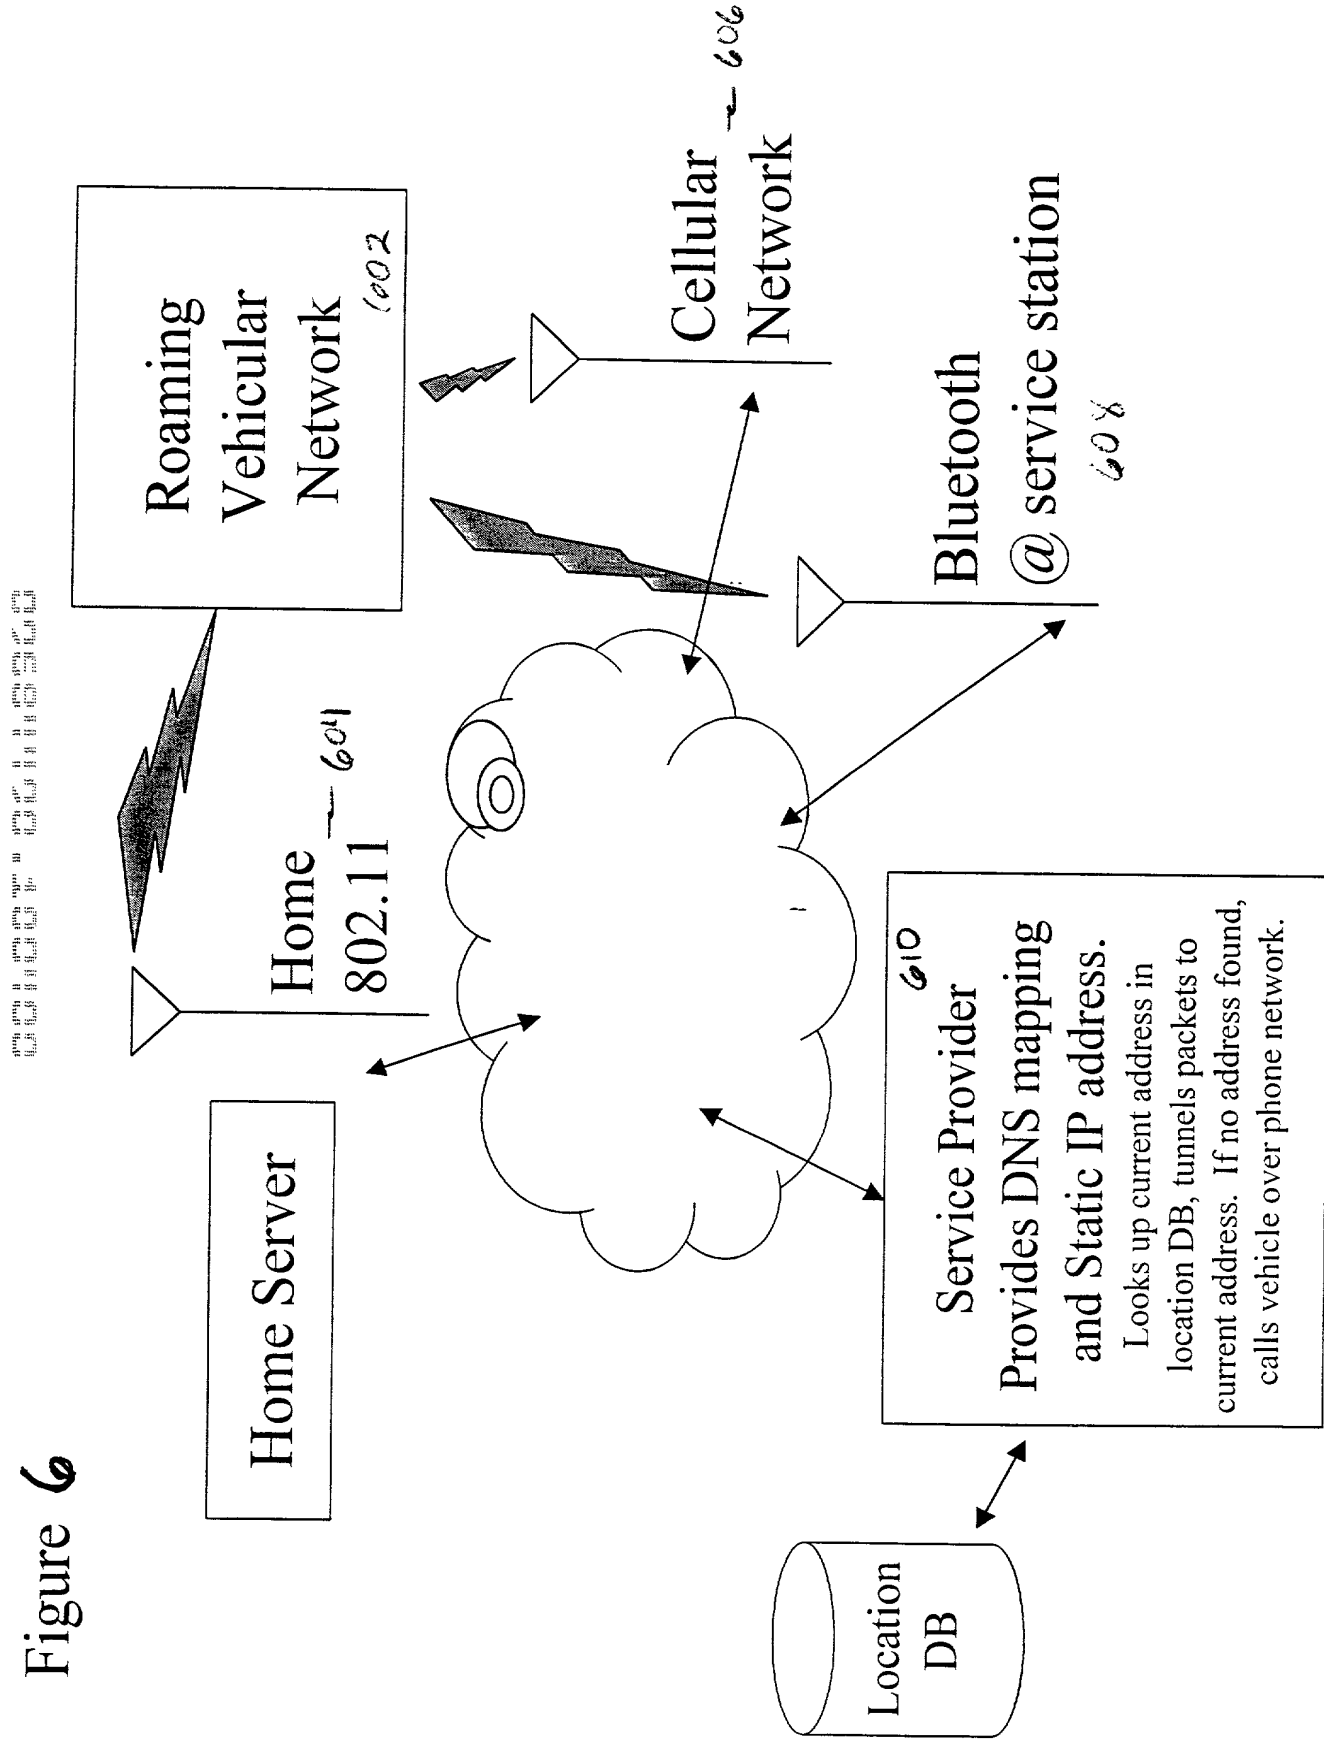 Figure 6
Home Server
Home
802.11
604
Roaming
Vehicular
Network
602
Cellular
Network
606
Bluetooth
@ service station
608
610
Service Provider
Provides DNS mapping
and Static IP address.
Looks up current address in
location DB, tunnels packets to
current address. If no address found,
calls vehicle over phone network.
Location
DB